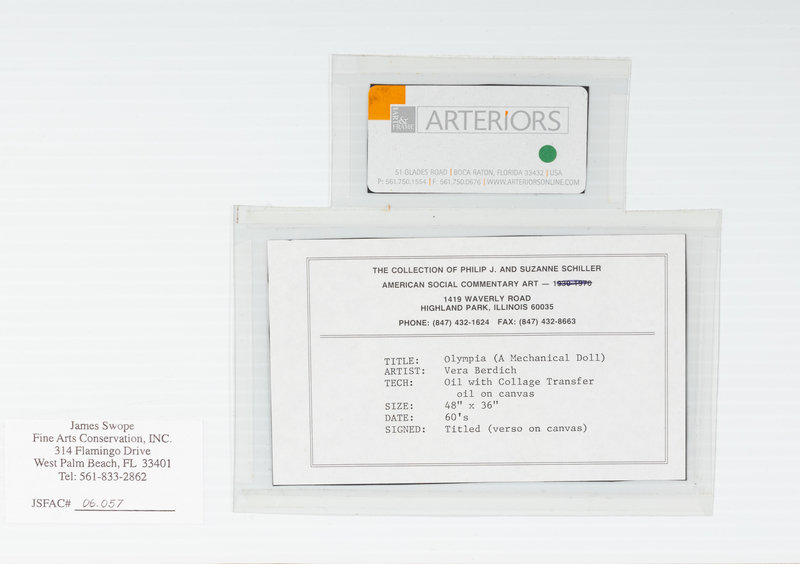 ART
&
FRAME
ARTERIORS
51 GLADES ROAD | BOCA RATON, FLORIDA 33432 | USA
P: 561.750.1554 | F: 561.750.0676 | WWW.ARTERIORSONLINE.COM
THE COLLECTION OF PHILIP J. AND SUZANNE SCHILLER
AMERICAN SOCIAL COMMENTARY ART — 1930-1970
1419 WAVERLY ROAD
HIGHLAND PARK, ILLINOIS 60035
PHONE: (847) 432-1624 FAX: (847) 432-8663
TITLE: Olympia (A Mechanical Doll)
ARTIST: Vera Berdich
TECH: Oil with Collage Transfer
oil on canvas
SIZE: 48" x 36"
DATE: 60's
SIGNED: Titled (verso on canvas)
James Swope
Fine Arts Conservation, INC.
314 Flamingo Drive
West Palm Beach, FL 33401
Tel: 561-833-2862
JSFAC# 06.057